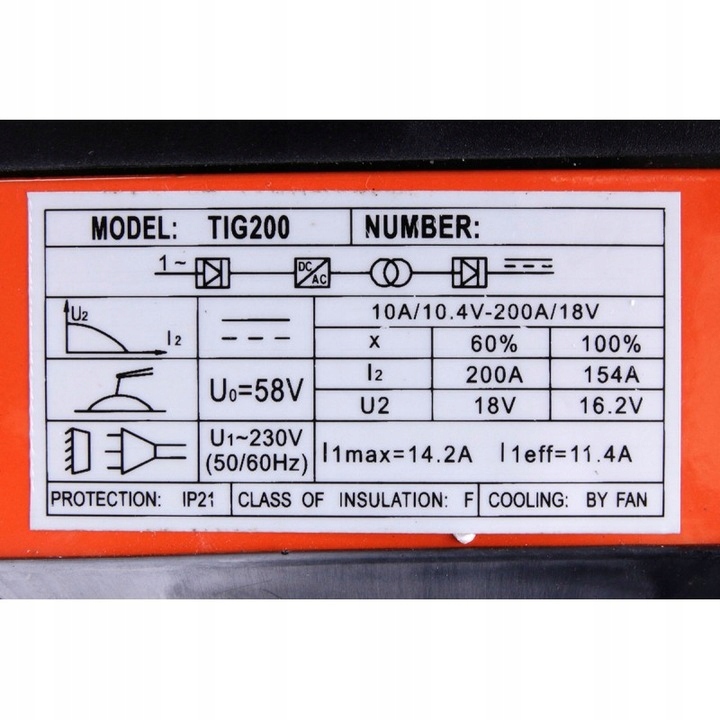 MODEL: TIG200 NUMBER:
1~ DC AC
U2 I2
10A/10.4V-200A/18V
X 60% 100%
U0=58V I2 200A 154A
U2 18V 16.2V
U1~230V (50/60Hz) I1max=14.2A I1eff=11.4A
PROTECTION: IP21 CLASS OF INSULATION: F COOLING: BY FAN